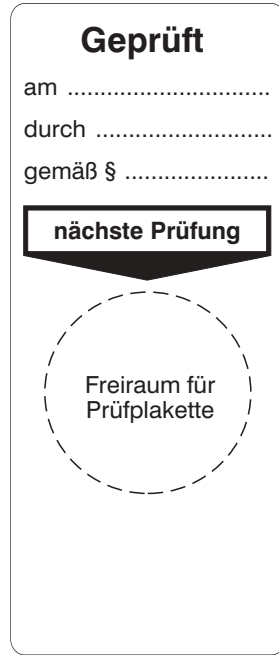 Geprüft
am ..............................
durch ..........................
gemäß § .....................
nächste Prüfung
Freiraum für
Prüfplakette